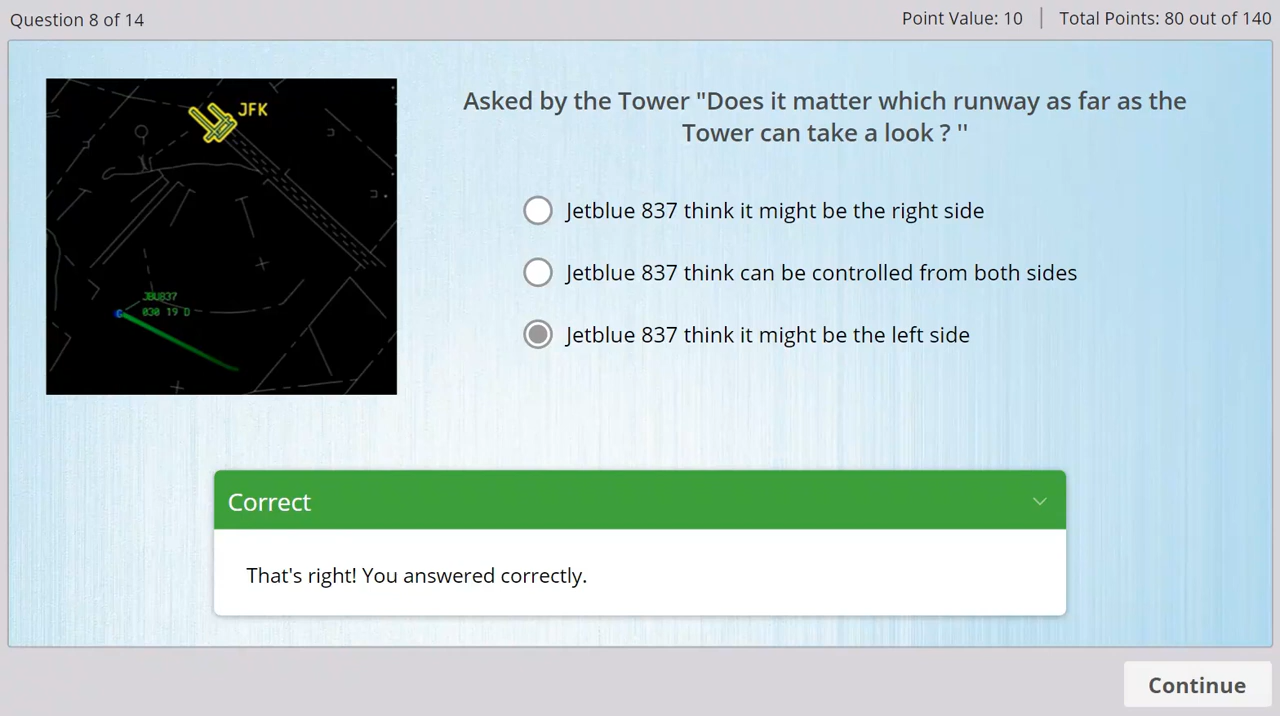 Question 8 of 14
Point Value: 10 | Total Points: 80 out of 140
JFK
JBU837
030 19 D
Asked by the Tower "Does it matter which runway as far as the
Tower can take a look ? "
Jetblue 837 think it might be the right side
Jetblue 837 think can be controlled from both sides
Jetblue 837 think it might be the left side
Correct
That's right! You answered correctly.
Continue